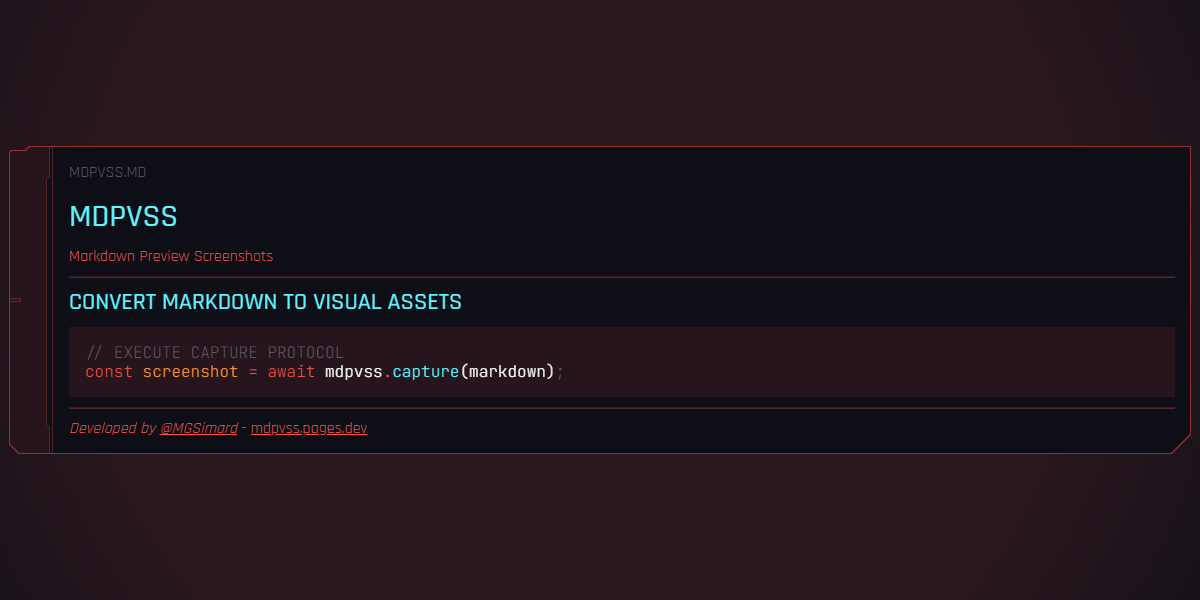 MDPVSS.MD
MDPVSS
Markdown Preview Screenshots
CONVERT MARKDOWN TO VISUAL ASSETS
// EXECUTE CAPTURE PROTOCOL
const screenshot = await mdpvss.capture(markdown);
Developed by @MGSimard - mdpvss.pages.dev